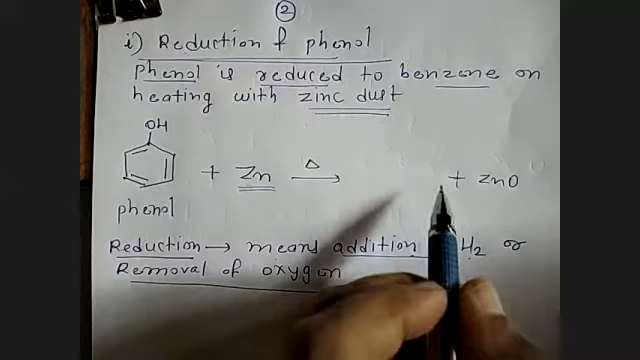 2
i) Reduction of phenol
phenol is reduced to benzene on
heating with zinc dust
OH
+ Zn Δ → + ZnO
phenol
Reduction → means addition H2 or
Removal of oxygen